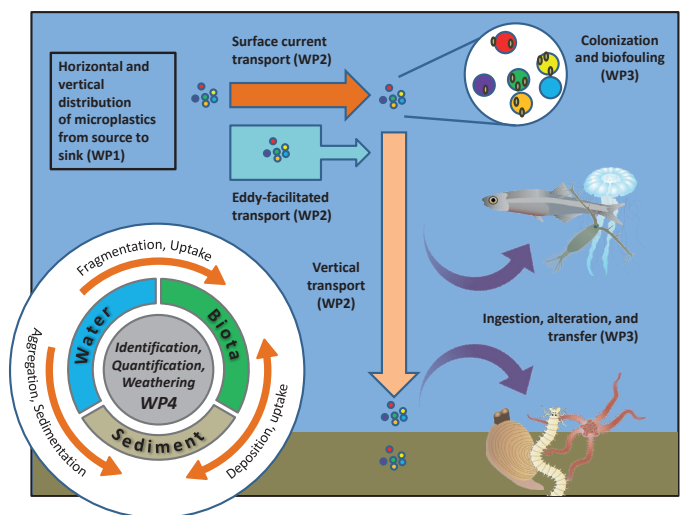 Horizontal and
vertical
distribution
of microplastics
from source to
sink (WP1)
Surface current
transport (WP2)
Colonization
and biofouling
(WP3)
Eddy-facilitated
transport (WP2)
Vertical
transport
(WP2)
Ingestion, alteration, and
transfer (WP3)
Fragmentation, Uptake
Water
Biota
Identification,
Quantification,
Weathering
WP4
Sediment
Aggregation, Sedimentation
Deposition, uptake